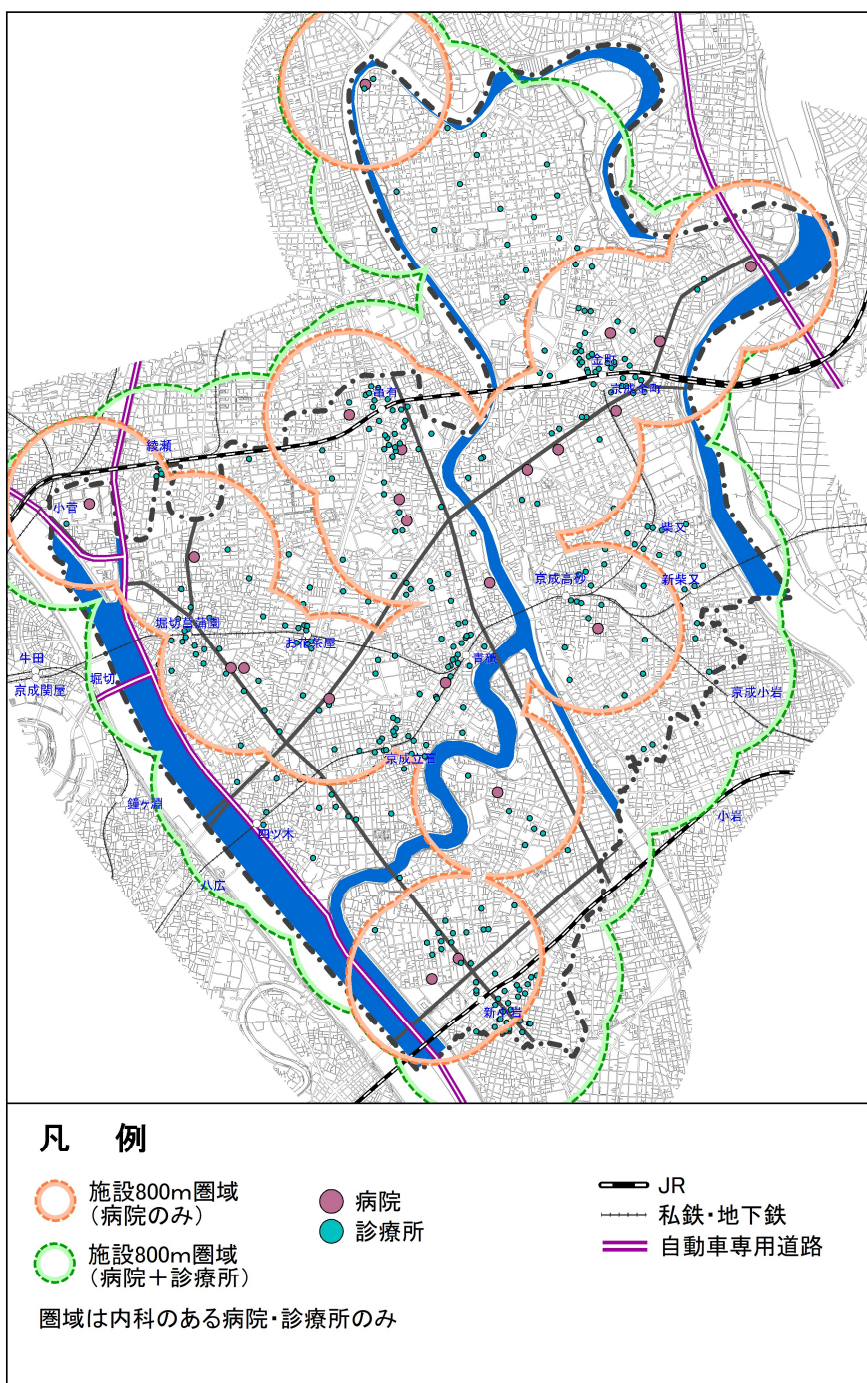 金町
京成金町
亀有
綾瀬
小菅
柴又
新柴又
京成高砂
堀切菖蒲園
お花茶屋
青砥
牛田
堀切
京成関屋
京成小岩
京成立石
鐘ヶ淵
四ツ木
小岩
八広
新小岩
凡 例
施設800m圏域
(病院のみ)
施設800m圏域
(病院+診療所)
病院
診療所
JR
私鉄・地下鉄
自動車専用道路
圏域は内科のある病院・診療所のみ